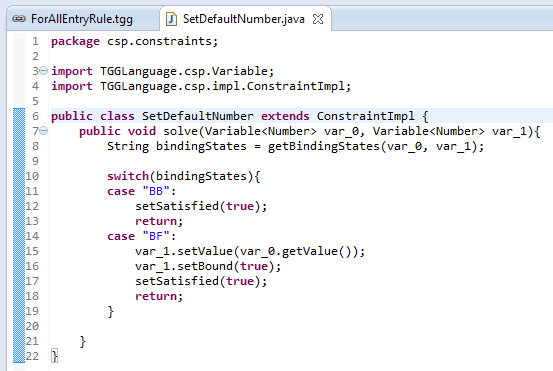 ForAllEntryRule.tgg SetDefaultNumber.java
1 package csp.constraints;
2
3 import TGGLanguage.csp.Variable;
4 import TGGLanguage.csp.impl.ConstraintImpl;
5
6 public class SetDefaultNumber extends ConstraintImpl {
7 public void solve(Variable<Number> var_0, Variable<Number> var_1){
8 String bindingStates = getBindingStates(var_0, var_1);
9
10 switch(bindingStates){
11 case "BB":
12 setSatisfied(true);
13 return;
14 case "BF":
15 var_1.setValue(var_0.getValue());
16 var_1.setBound(true);
17 setSatisfied(true);
18 return;
19 }
20
21 }
22 }